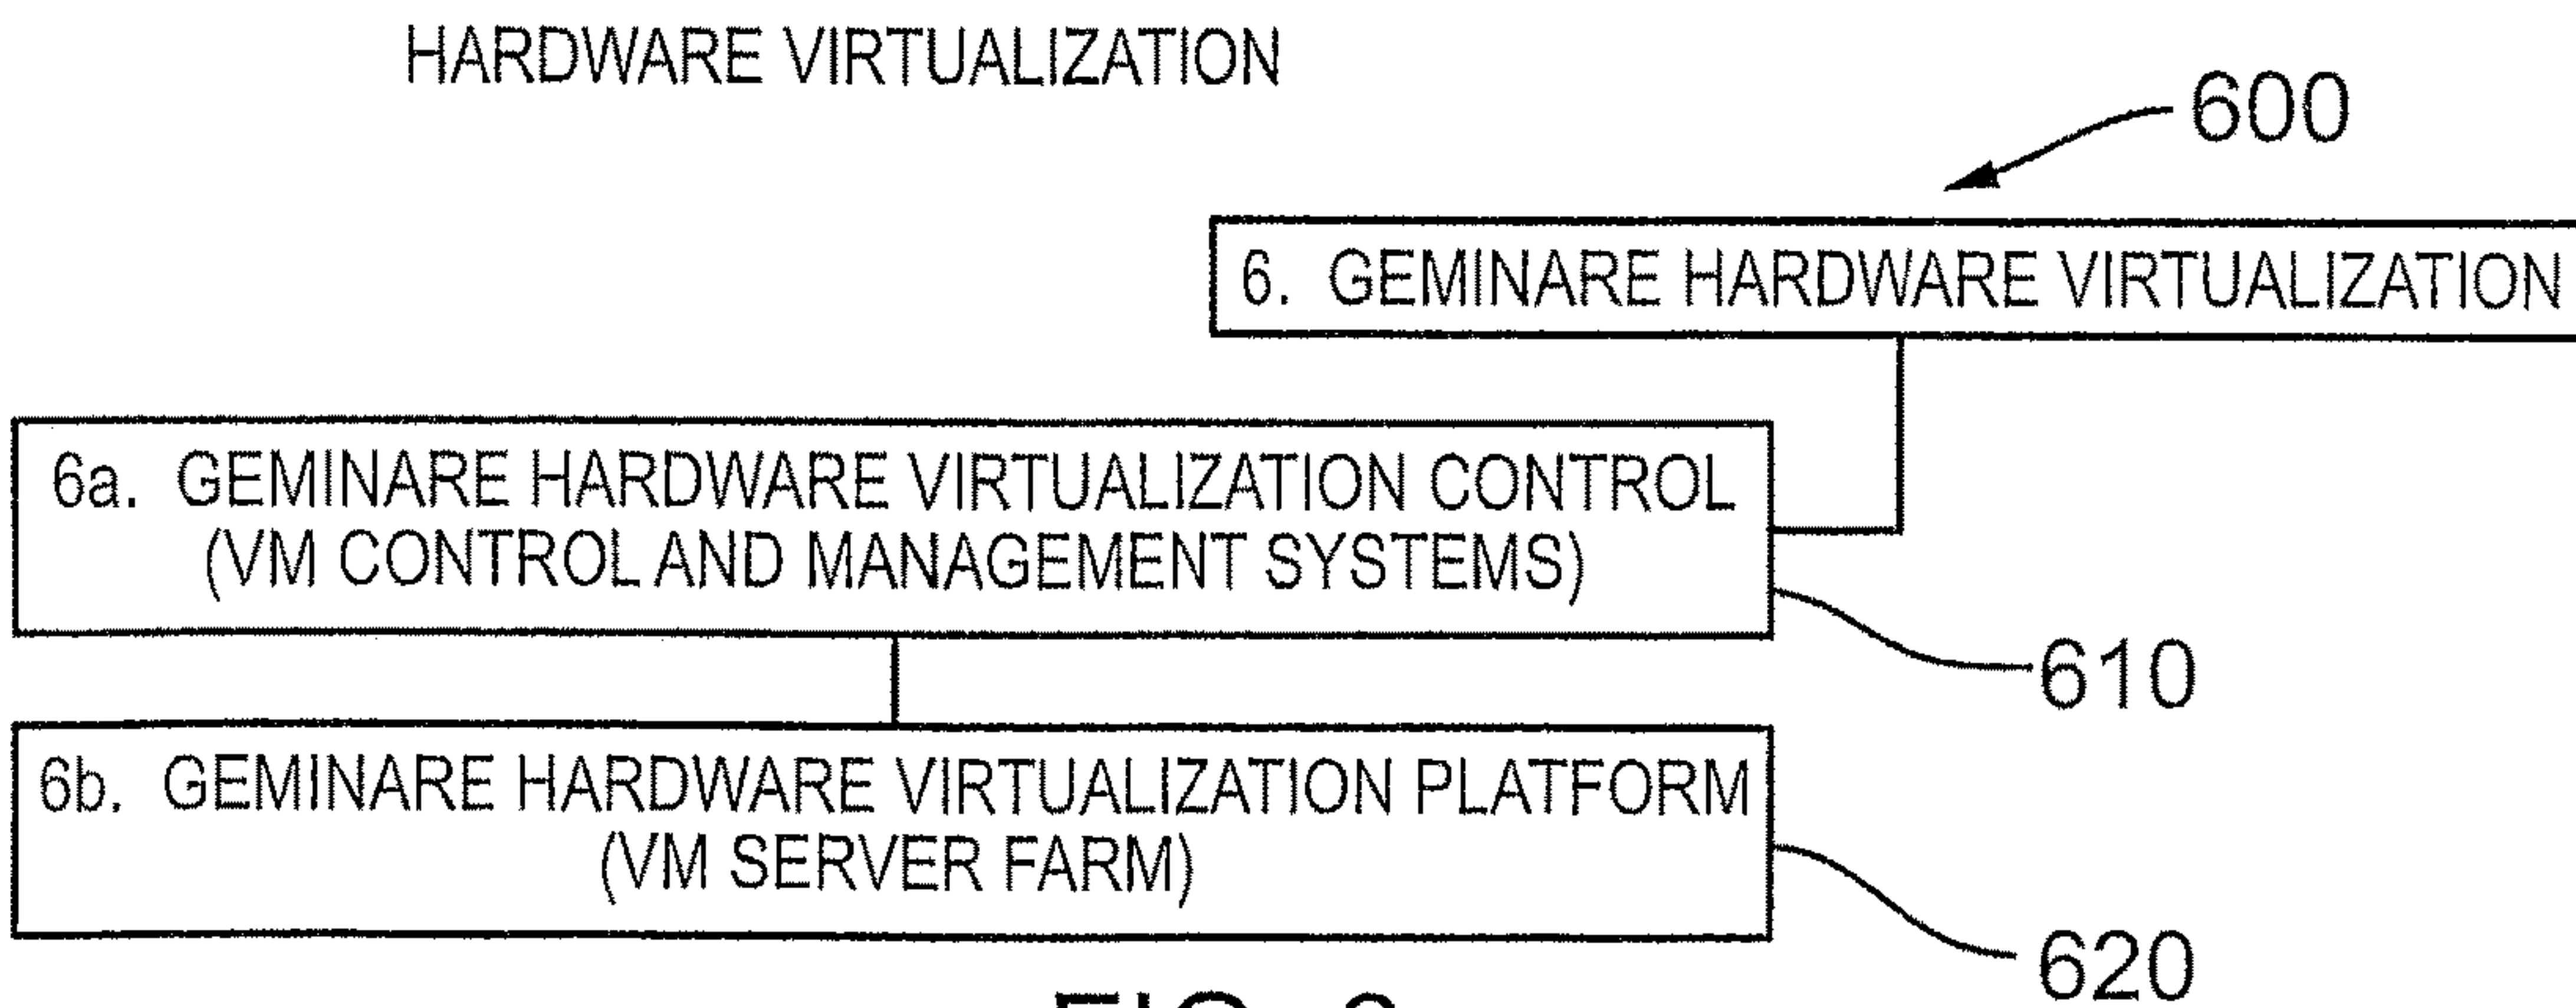 HARDWARE VIRTUALIZATION
600
6. GEMINARE HARDWARE VIRTUALIZATION
6a. GEMINARE HARDWARE VIRTUALIZATION CONTROL
(VM CONTROL AND MANAGEMENT SYSTEMS)
610
6b. GEMINARE HARDWARE VIRTUALIZATION PLATFORM
(VM SERVER FARM)
620